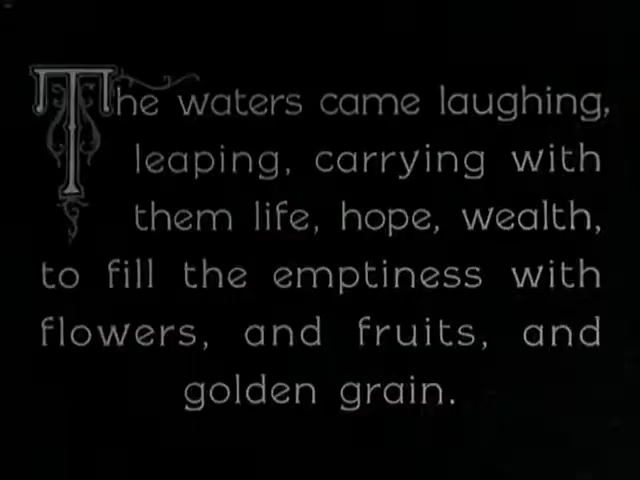 The waters came laughing,
leaping, carrying with
them life, hope, wealth,
to fill the emptiness with
flowers, and fruits, and
golden grain.